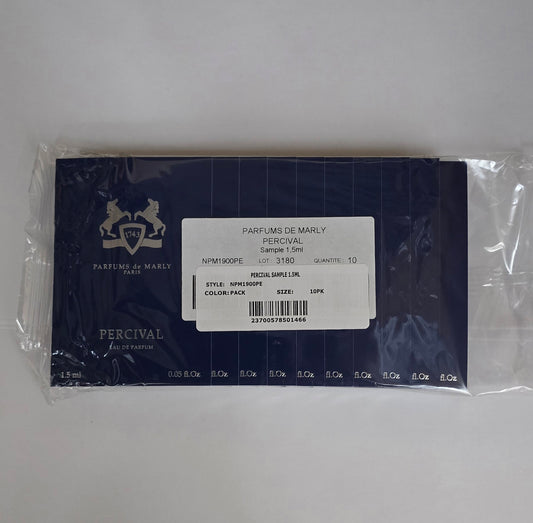 1743
PARFUMS de MARLY
PARIS
PERCIVAL
EAU DE PARFUM
1.5 ml
0.05 fl.Oz fl.Oz fl.Oz fl.Oz fl.Oz fl.Oz fl.Oz fl.Oz fl.Oz fl.Oz
PARFUMS DE MARLY
PERCIVAL
Sample 1,5ml
NPM1900PE LOT: 3180 QUANTITE: 10
PERCIVAL SAMPLE 1.5ML
STYLE: NPM1900PE
COLOR: PACK SIZE: 10PK
23700578501466